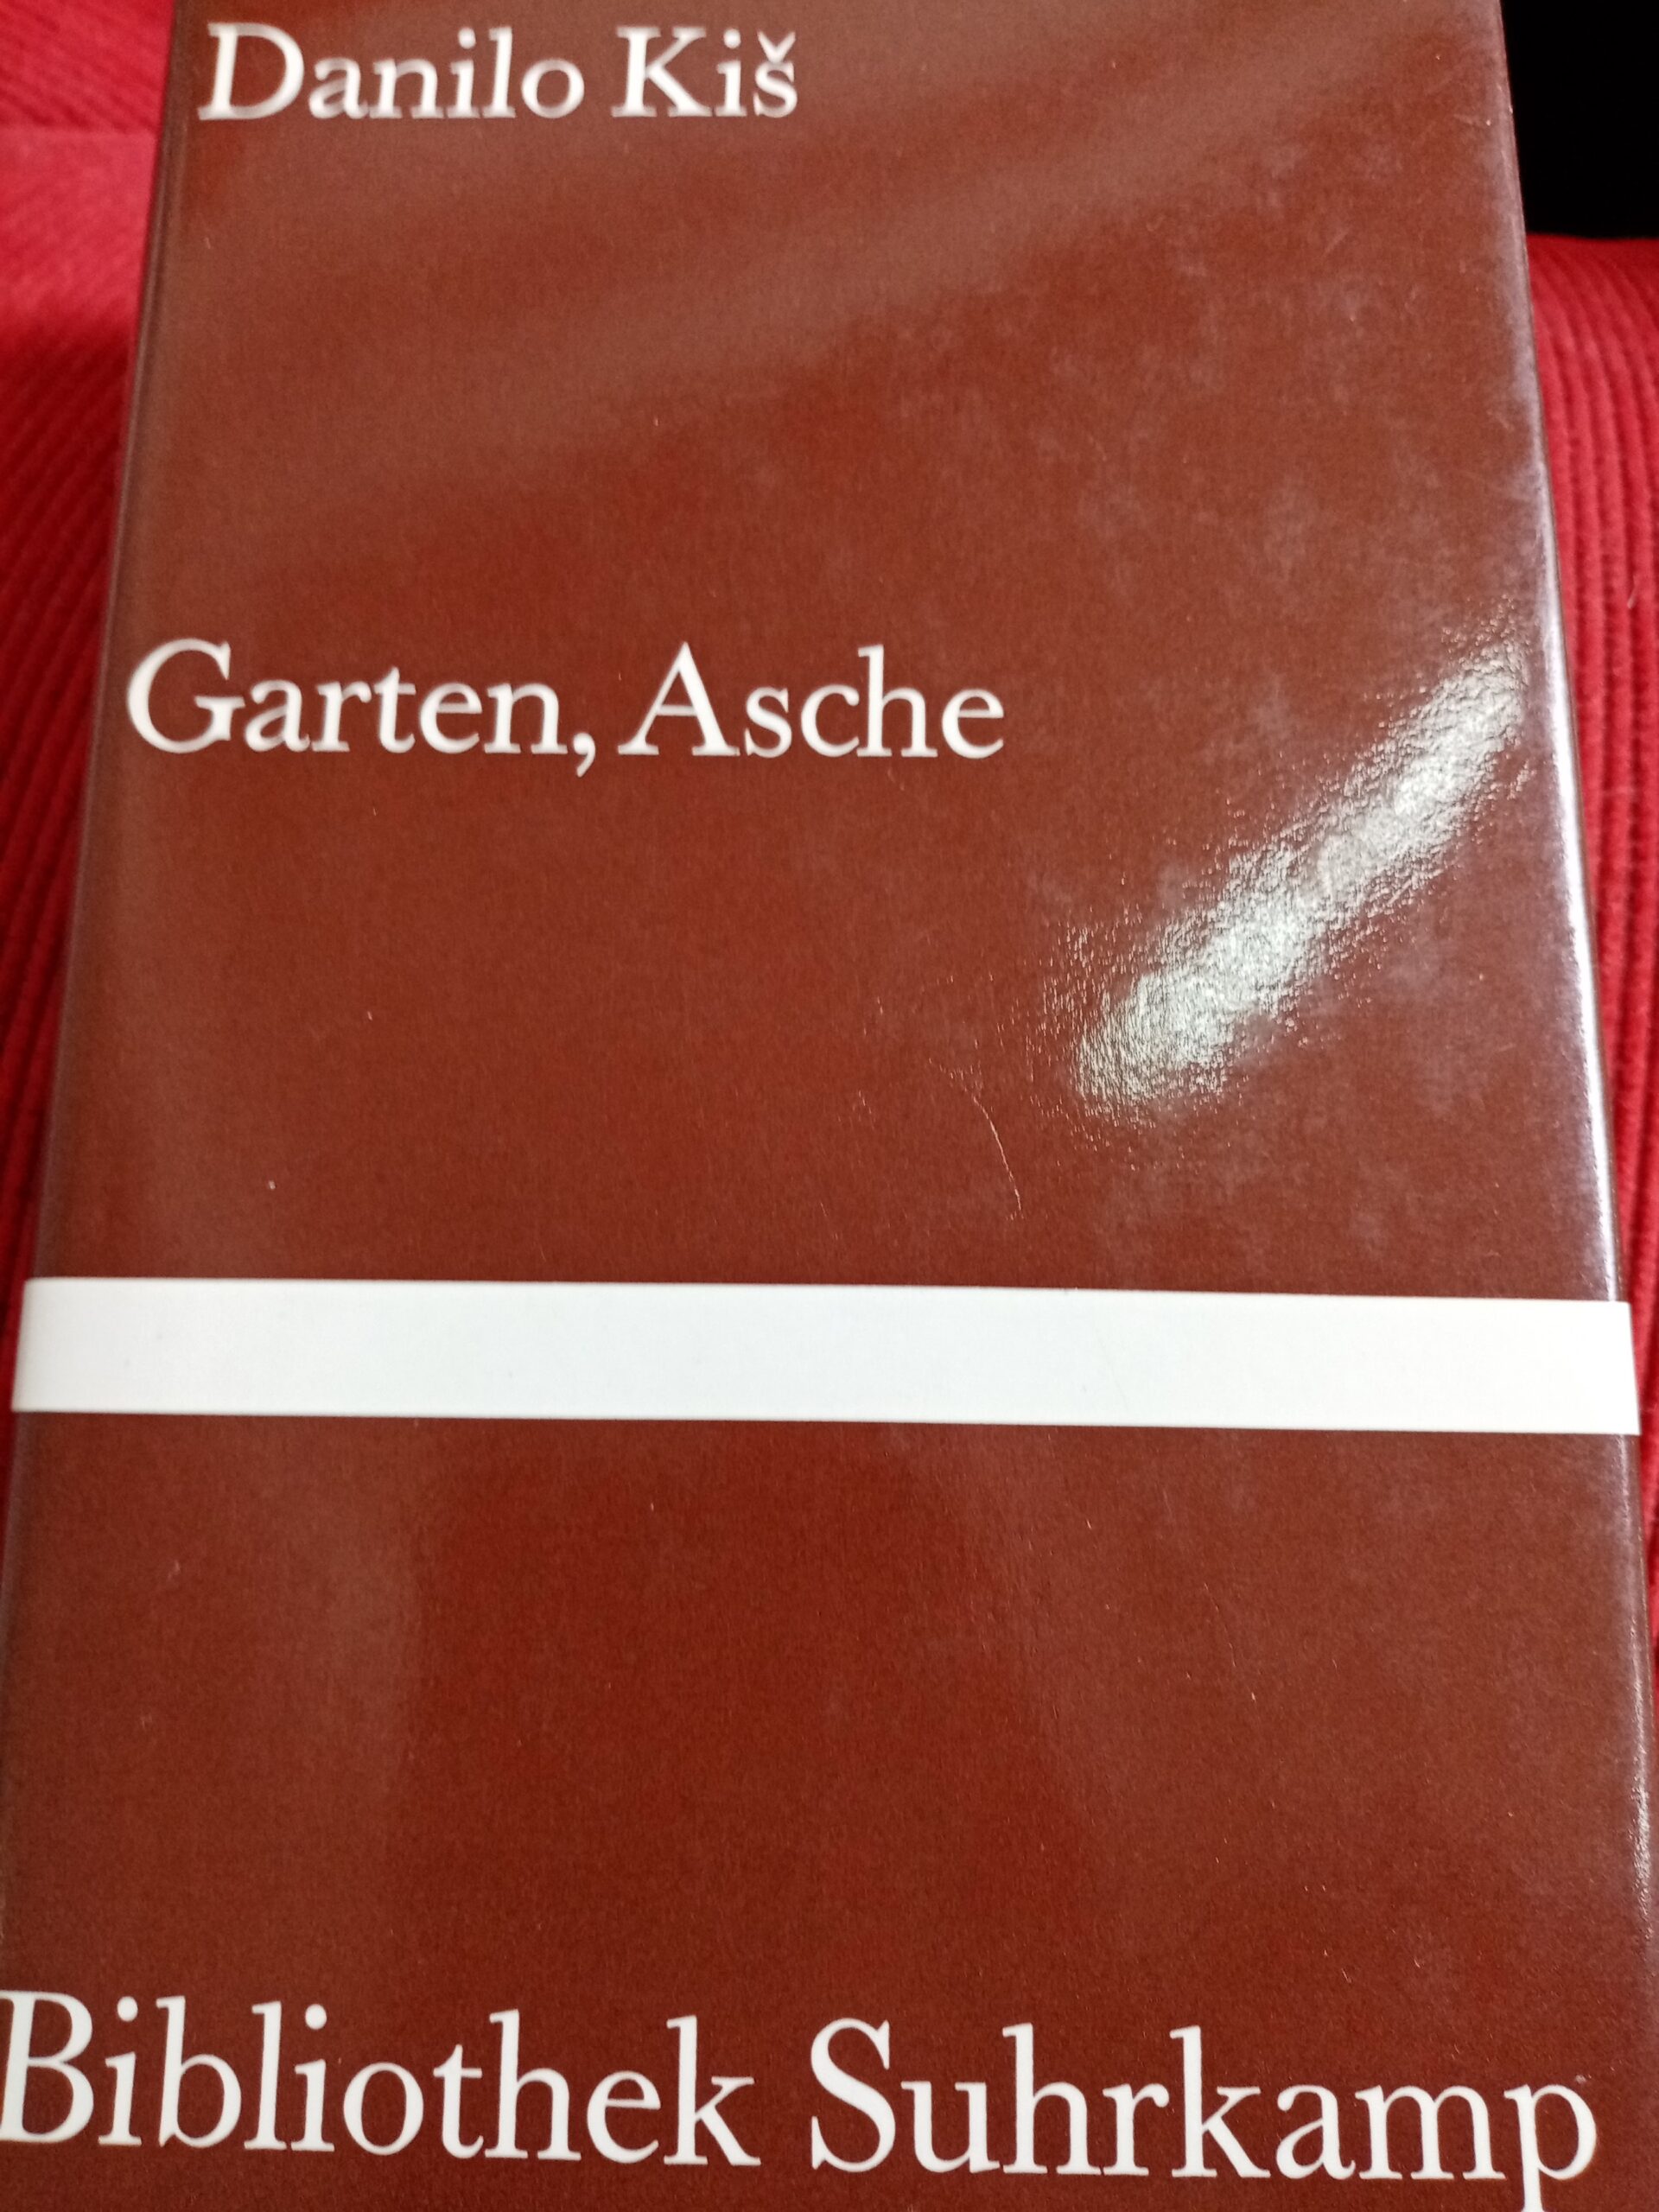 Danilo Kiš
Garten, Asche
Bibliothek Suhrkamp